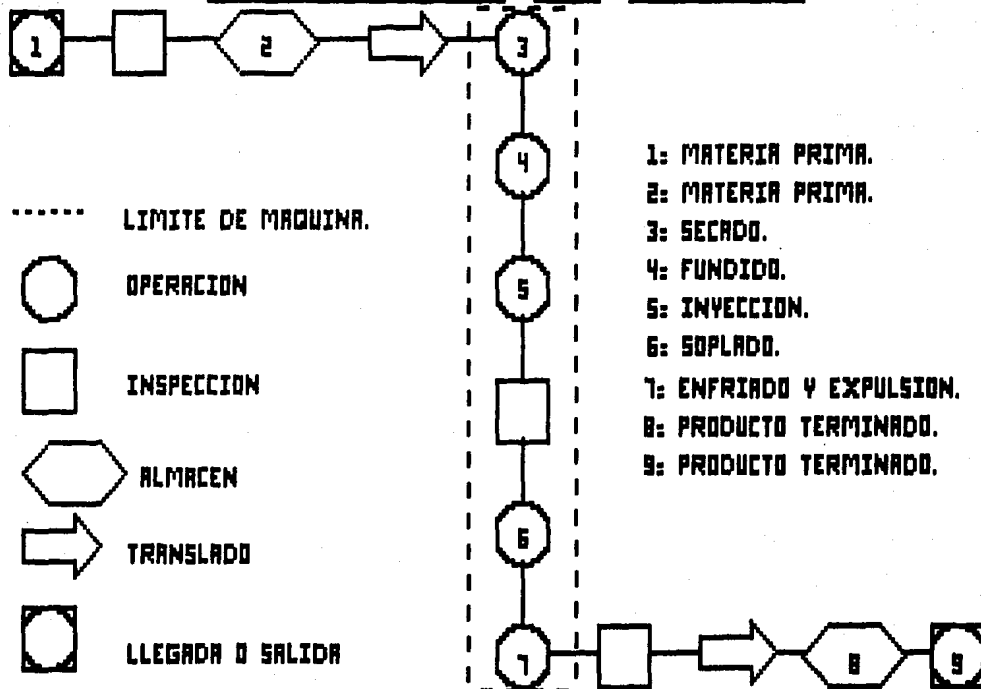 1
2
3
4
5
6
7
8
9
LIMITE DE MAQUINA.
OPERACION
INSPECCION
ALMACEN
TRANSLADO
LLEGADA O SALIDA
1: MATERIA PRIMA.
2: MATERIA PRIMA.
3: SECADO.
4: FUNDIDO.
5: INYECCION.
6: SOPLADO.
7: ENFRIADO Y EXPULSION.
8: PRODUCTO TERMINADO.
9: PRODUCTO TERMINADO.